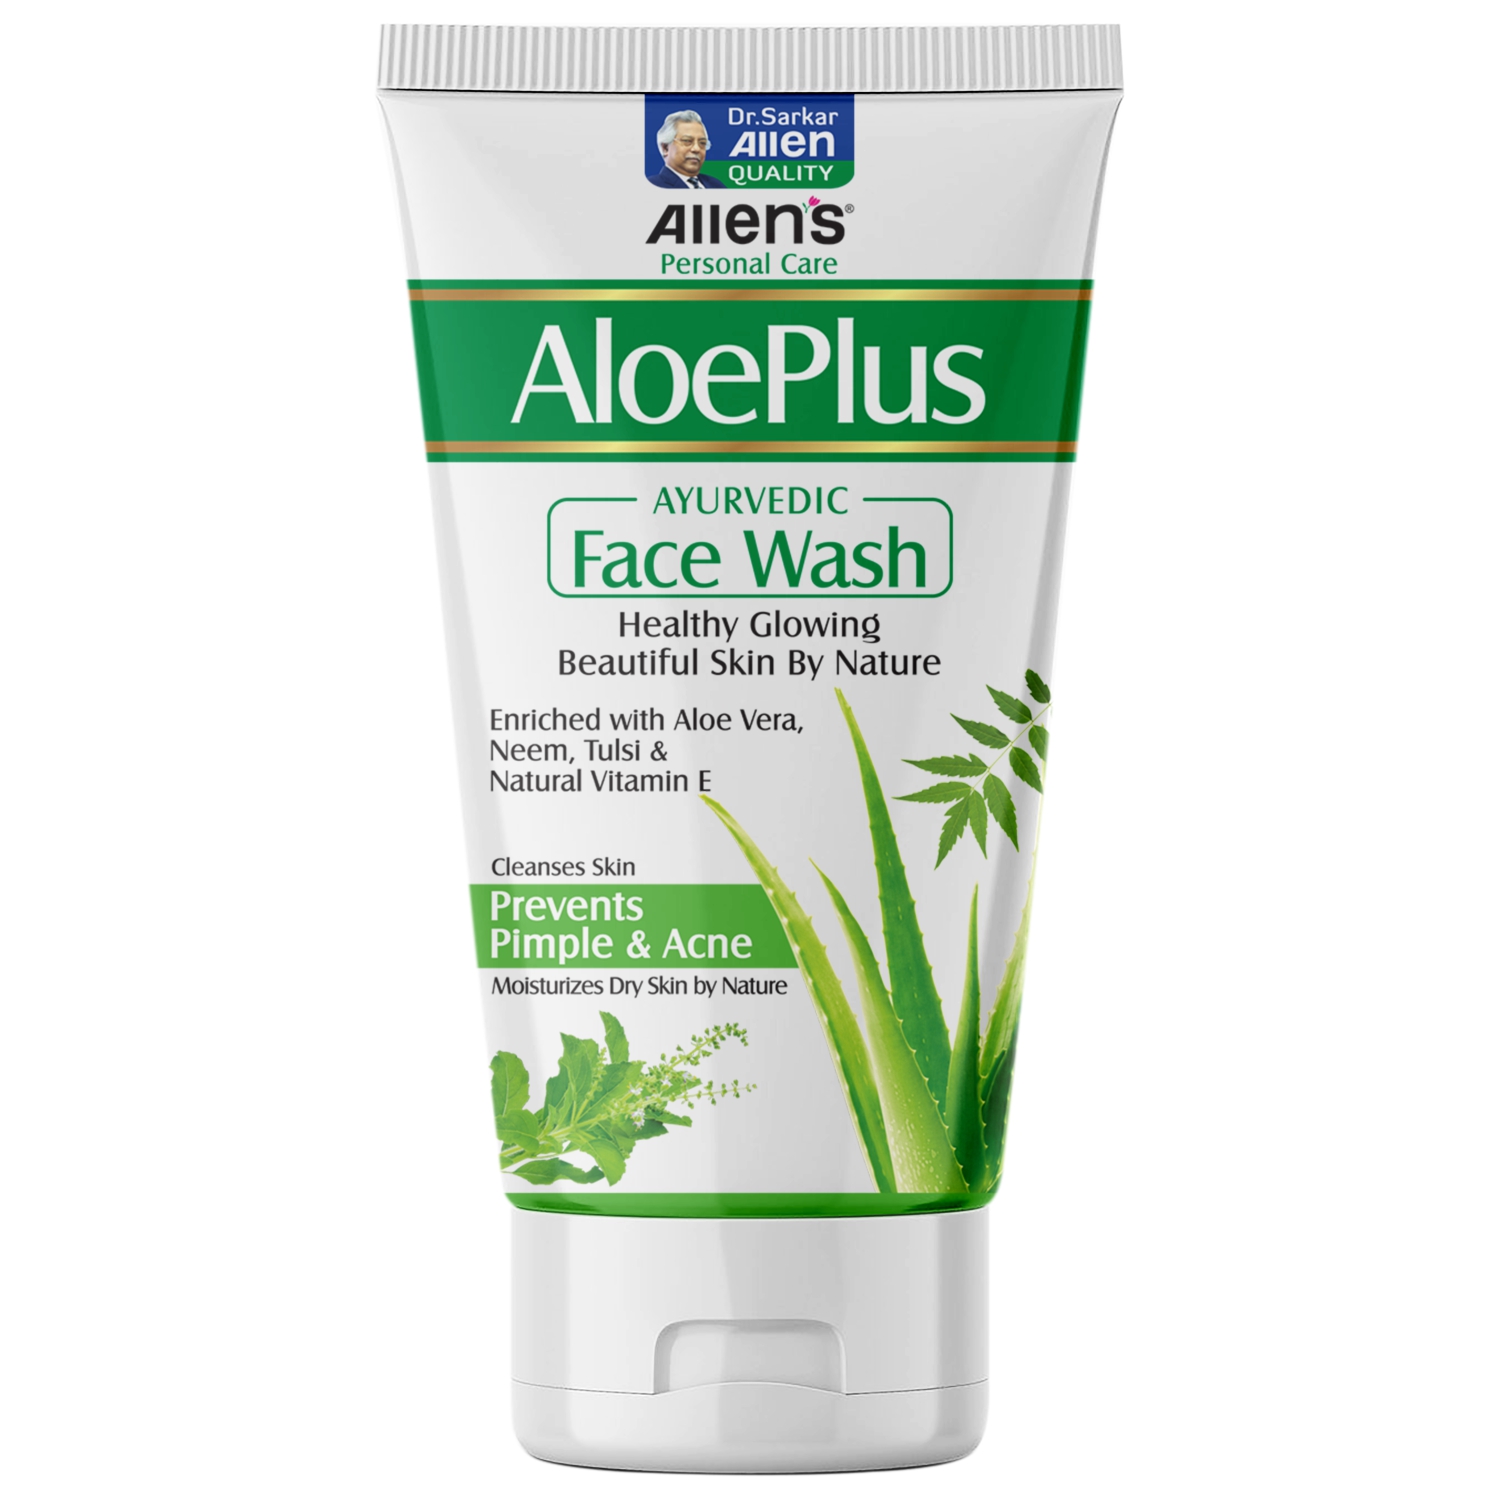 Dr.Sarkar
Allen
QUALITY
Allen's®
Personal Care
AloePlus
AYURVEDIC
Face Wash
Healthy Glowing
Beautiful Skin By Nature
Enriched with Aloe Vera,
Neem, Tulsi &
Natural Vitamin E
Cleanses Skin
Prevents
Pimple & Acne
Moisturizes Dry Skin by Nature